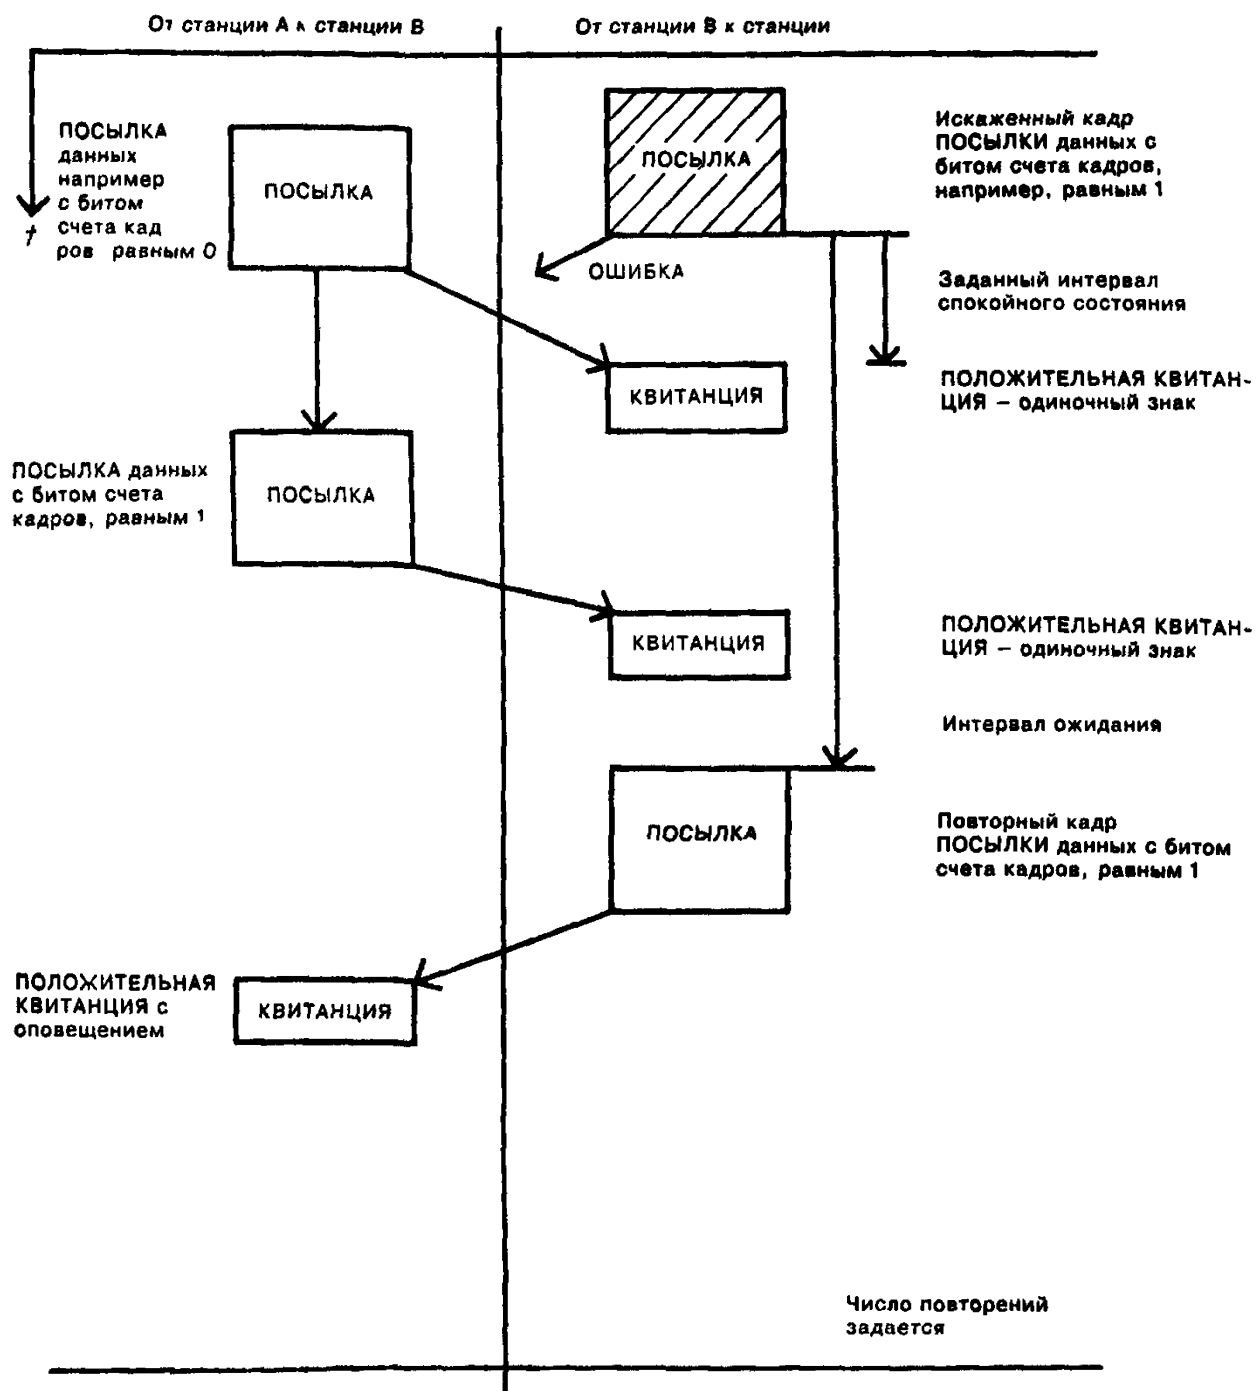 От станции А к станции В
От станции В к станции
ПОСЫЛКА
данных
например
с битом
счета кад
ров равным 0
t
ПОСЫЛКА
ПОСЫЛКА
Искаженный кадр
ПОСЫЛКИ данных с
битом счета кадров,
например, равным 1
ОШИБКА
Заданный интервал
спокойного состояния
КВИТАНЦИЯ
ПОЛОЖИТЕЛЬНАЯ КВИТАН-
ЦИЯ – одиночный знак
ПОСЫЛКА данных
с битом счета
кадров, равным 1
ПОСЫЛКА
КВИТАНЦИЯ
ПОЛОЖИТЕЛЬНАЯ КВИТАН-
ЦИЯ – одиночный знак
Интервал ожидания
ПОСЫЛКА
Повторный кадр
ПОСЫЛКИ данных с битом
счета кадров, равным 1
ПОЛОЖИТЕЛЬНАЯ
КВИТАНЦИЯ с
оповещением
КВИТАНЦИЯ
Число повторений
задается